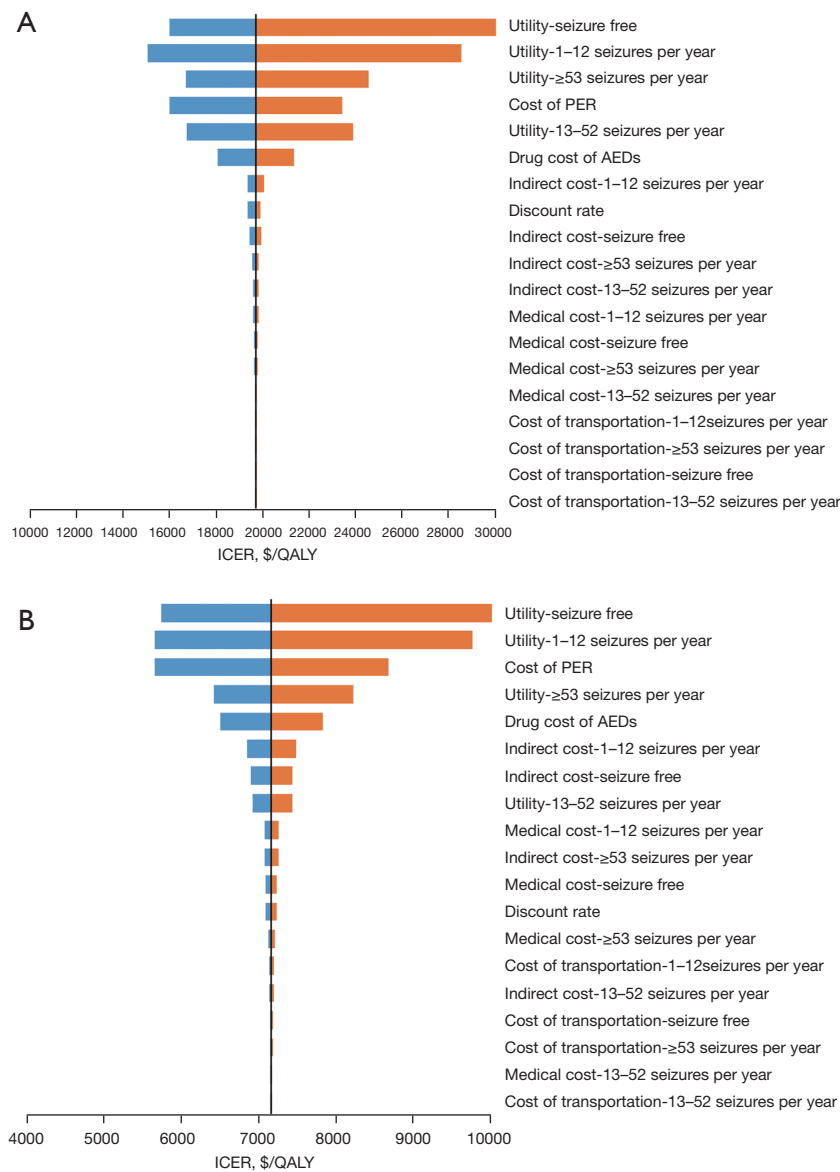 A
Utility-seizure free
Utility-1–12 seizures per year
Utility-≥53 seizures per year
Cost of PER
Utility-13–52 seizures per year
Drug cost of AEDs
Indirect cost-1–12 seizures per year
Discount rate
Indirect cost-seizure free
Indirect cost-≥53 seizures per year
Indirect cost-13–52 seizures per year
Medical cost-1–12 seizures per year
Medical cost-seizure free
Medical cost-≥53 seizures per year
Medical cost-13–52 seizures per year
Cost of transportation-1–12seizures per year
Cost of transportation-≥53 seizures per year
Cost of transportation-seizure free
Cost of transportation-13–52 seizures per year
10000 12000 14000 16000 18000 20000 22000 24000 26000 28000 30000
ICER, $/QALY
B
Utility-seizure free
Utility-1–12 seizures per year
Cost of PER
Utility-≥53 seizures per year
Drug cost of AEDs
Indirect cost-1–12 seizures per year
Indirect cost-seizure free
Utility-13–52 seizures per year
Medical cost-1–12 seizures per year
Indirect cost-≥53 seizures per year
Medical cost-seizure free
Discount rate
Medical cost-≥53 seizures per year
Cost of transportation-1–12seizures per year
Indirect cost-13–52 seizures per year
Cost of transportation-seizure free
Cost of transportation-≥53 seizures per year
Medical cost-13–52 seizures per year
Cost of transportation-13–52 seizures per year
4000 5000 6000 7000 8000 9000 10000
ICER, $/QALY